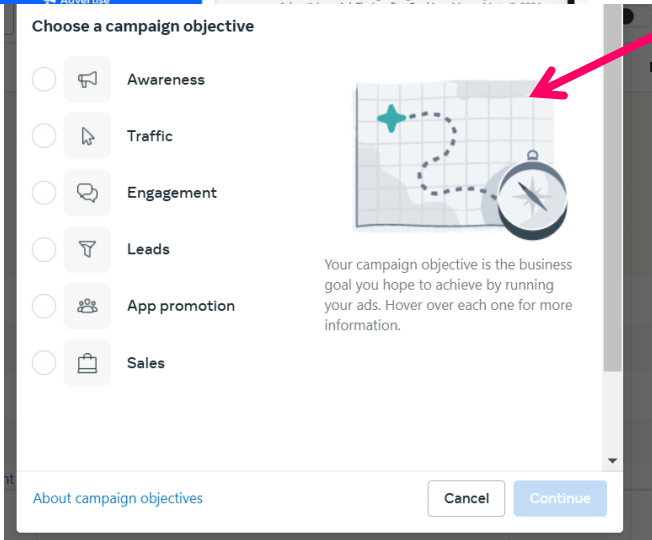 Advertise
Choose a campaign objective
Awareness
Traffic
Engagement
Leads
App promotion
Sales
Your campaign objective is the business
goal you hope to achieve by running
your ads. Hover over each one for more
information.
About campaign objectives
Cancel
Continue